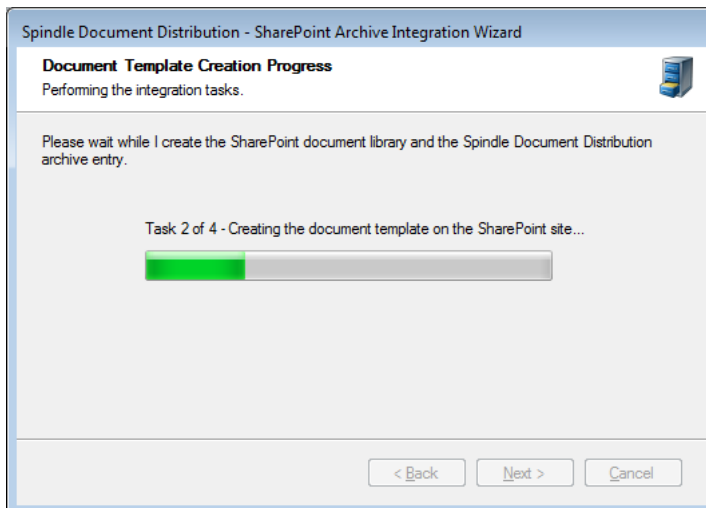 Spindle Document Distribution - SharePoint Archive Integration Wizard
Document Template Creation Progress
Performing the integration tasks.
Please wait while I create the SharePoint document library and the Spindle Document Distribution
archive entry.
Task 2 of 4 - Creating the document template on the SharePoint site...
< Back Next > Cancel